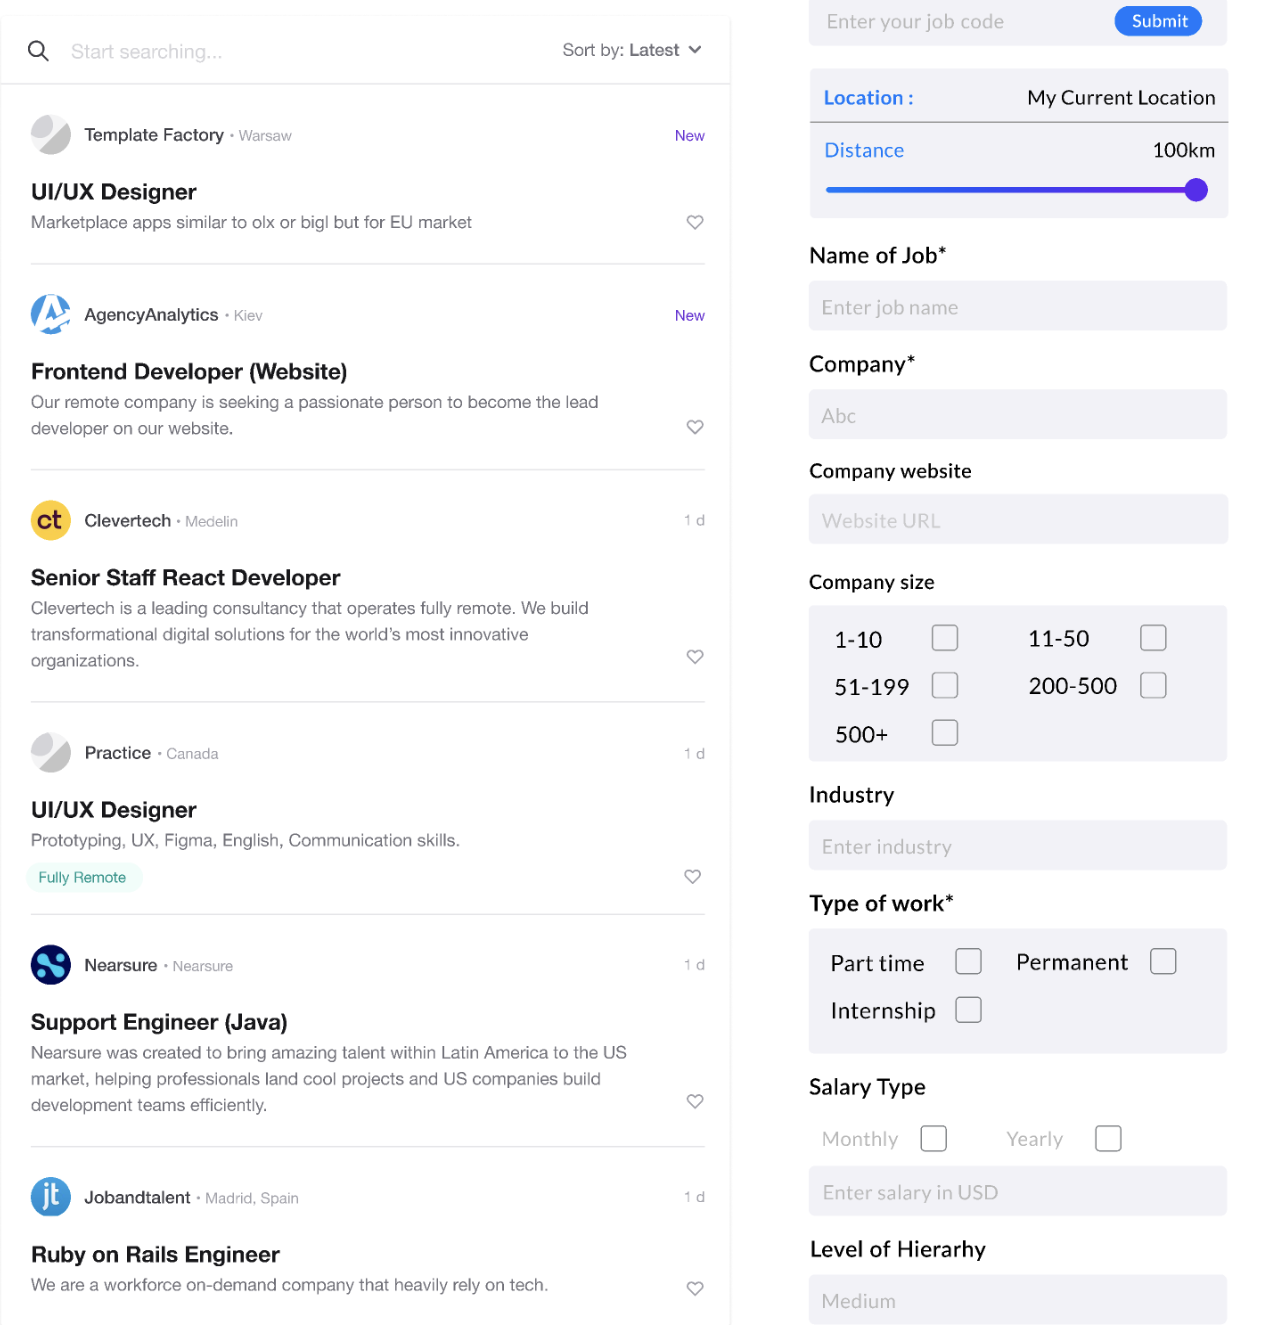 Start searching...
Sort by: Latest
Template Factory • Warsaw
New
UI/UX Designer
Marketplace apps similar to olx or bigl but for EU market
AgencyAnalytics • Kiev
New
Frontend Developer (Website)
Our remote company is seeking a passionate person to become the lead
developer on our website.
ct
Clevertech • Medelin
1 d
Senior Staff React Developer
Clevertech is a leading consultancy that operates fully remote. We build
transformational digital solutions for the world's most innovative
organizations.
Practice • Canada
1 d
UI/UX Designer
Prototyping, UX, Figma, English, Communication skills.
Fully Remote
Nearsure • Nearsure
1 d
Support Engineer (Java)
Nearsure was created to bring amazing talent within Latin America to the US
market, helping professionals land cool projects and US companies build
development teams efficiently.
jt
Jobandtalent • Madrid, Spain
1 d
Ruby on Rails Engineer
We are a workforce on-demand company that heavily rely on tech.
Enter your job code
Submit
Location :
My Current Location
Distance
100km
Name of Job*
Enter job name
Company*
Abc
Company website
Website URL
Company size
1-10
11-50
51-199
200-500
500+
Industry
Enter industry
Type of work*
Part time
Permanent
Internship
Salary Type
Monthly
Yearly
Enter salary in USD
Level of Hierarhy
Medium